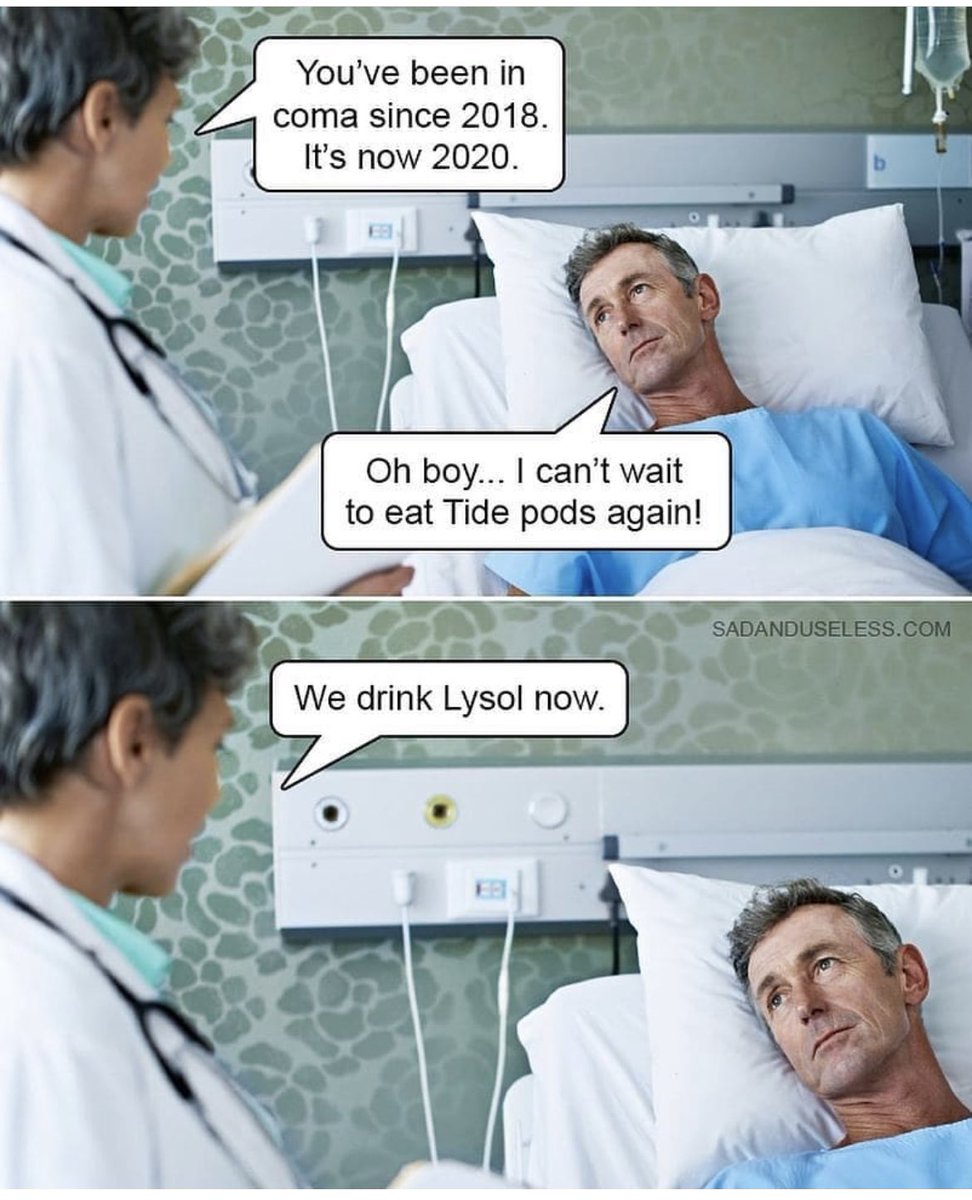 You've been in
coma since 2018.
It's now 2020.
b
Oh boy... I can't wait
to eat Tide pods again!
SADANDUSELESS.COM
We drink Lysol now.